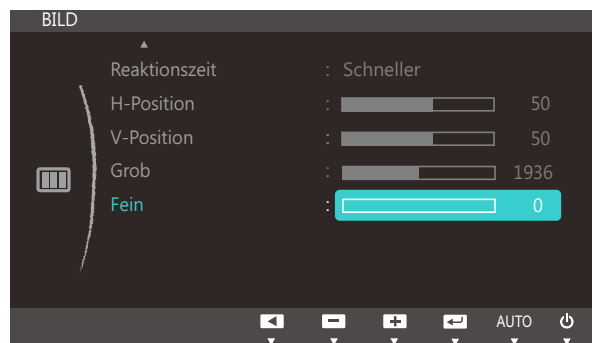 BILD
Reaktionszeit : Schneller
H-Position : 50
V-Position : 50
Grob : 1936
Fein : 0
AUTO